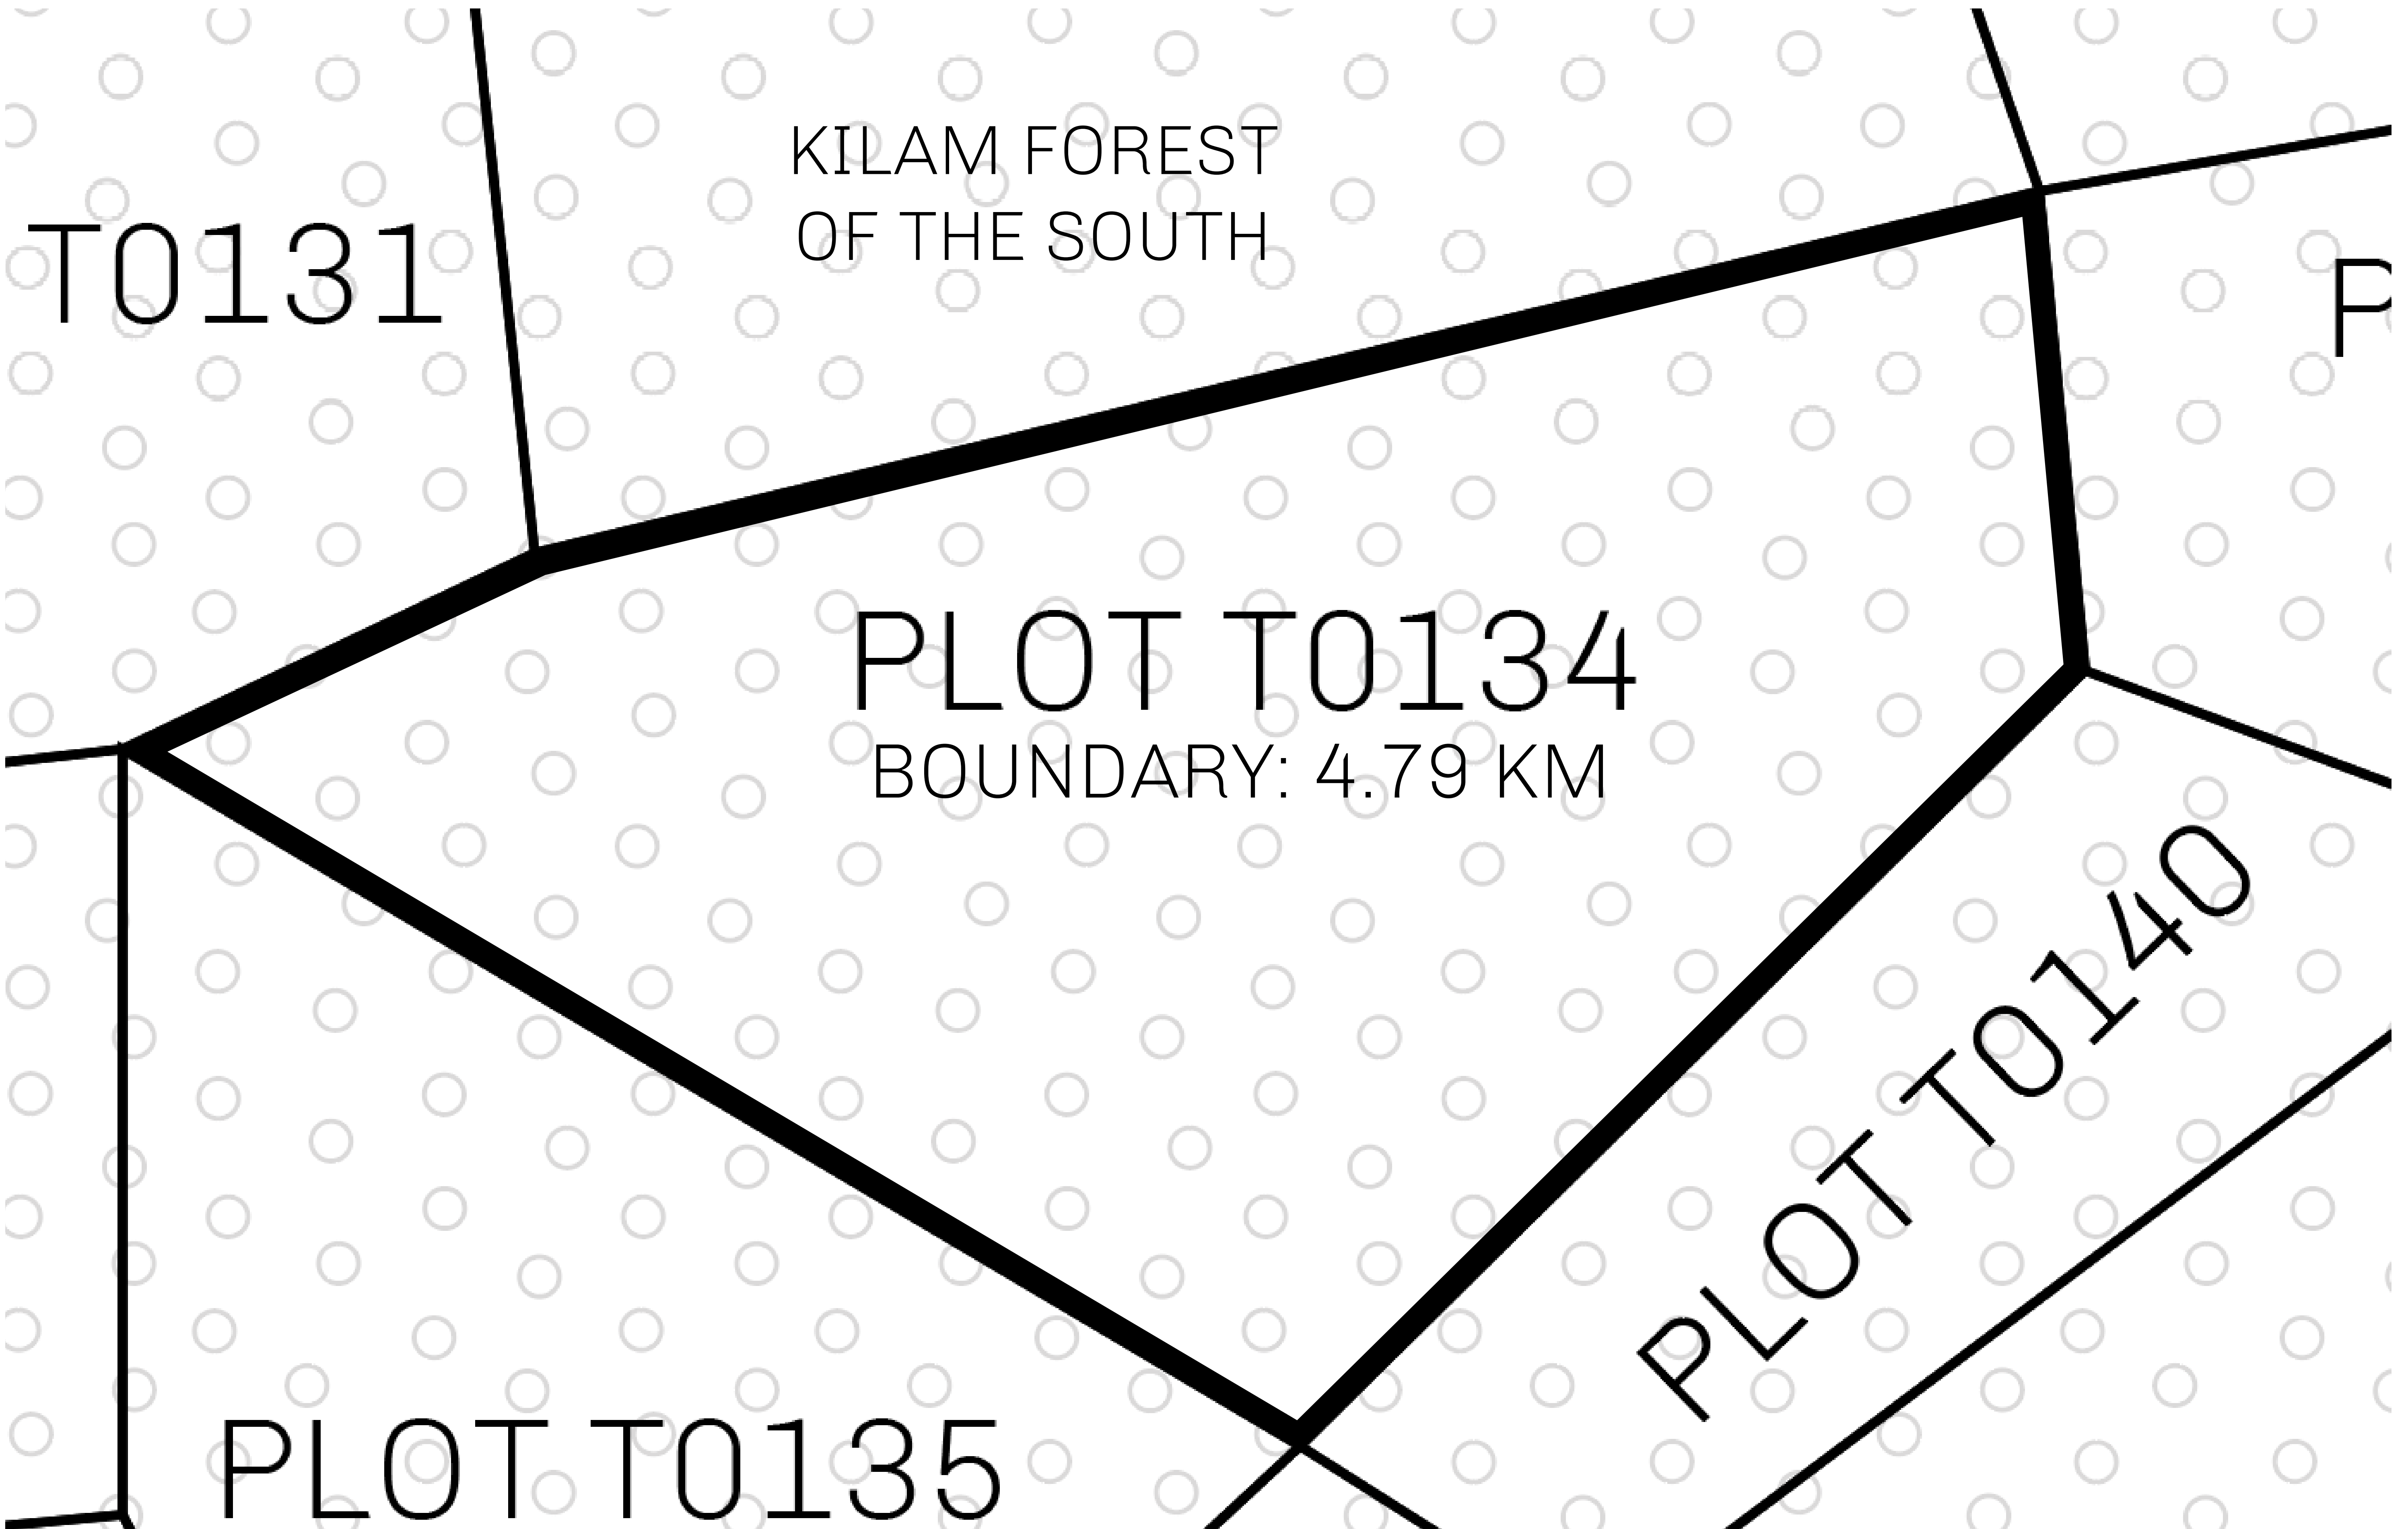 KILAM FOREST
OF THE SOUTH
T0131
P
PLOT T0134
BOUNDARY: 4.79 KM
PLOT T0140
PLOT T0135